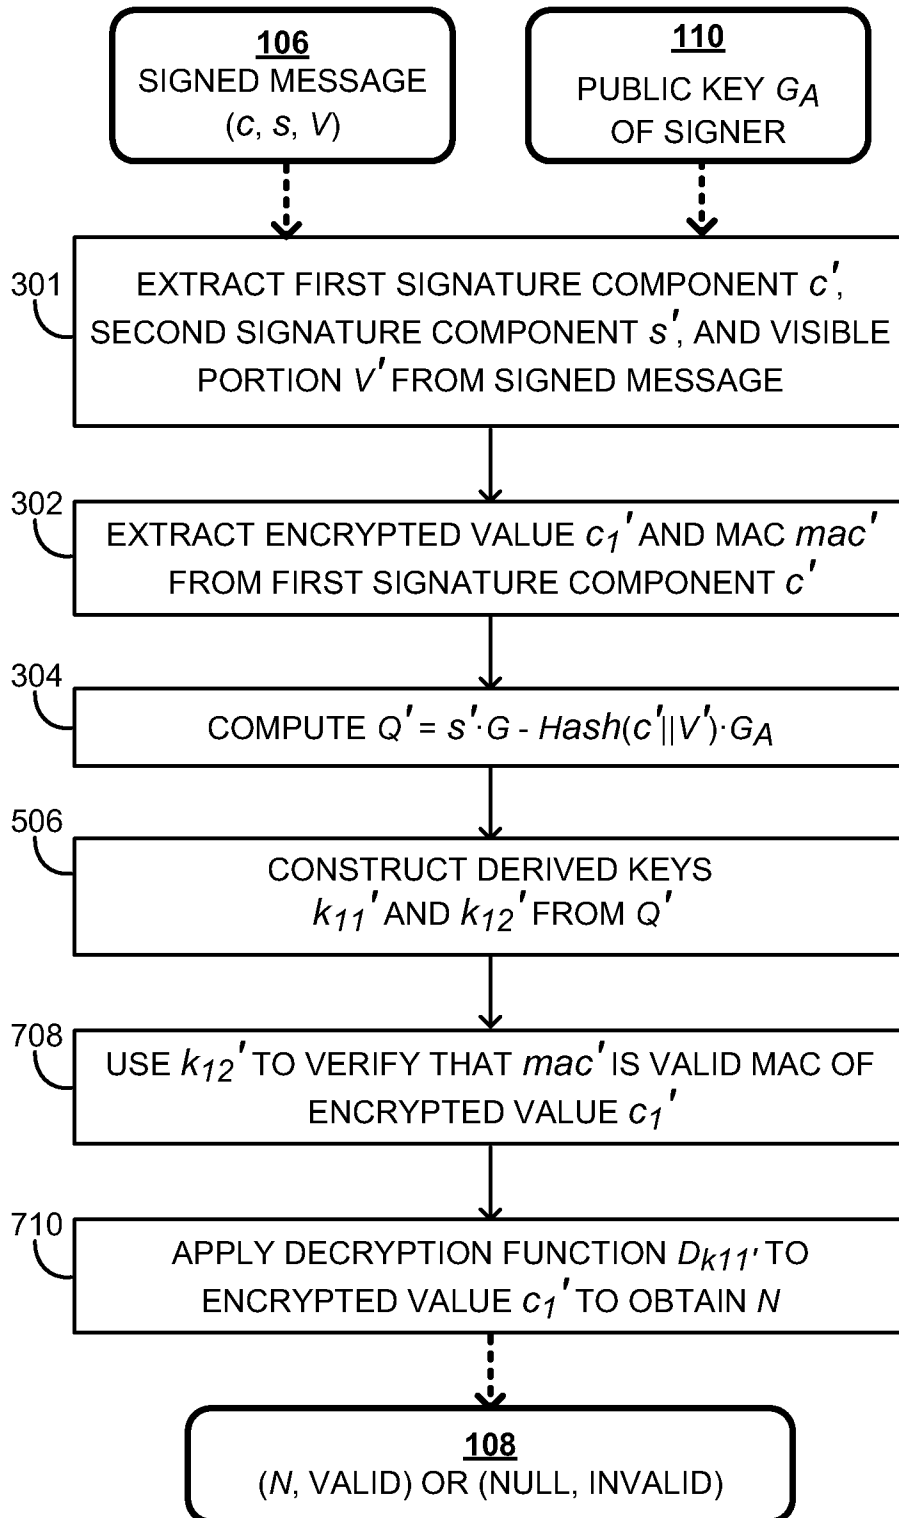 106
SIGNED MESSAGE
(c, s, V)
110
PUBLIC KEY GA
OF SIGNER
301
EXTRACT FIRST SIGNATURE COMPONENT c′,
SECOND SIGNATURE COMPONENT s′, AND VISIBLE
PORTION V′ FROM SIGNED MESSAGE
302
EXTRACT ENCRYPTED VALUE c1′ AND MAC mac′
FROM FIRST SIGNATURE COMPONENT c′
304
COMPUTE Q′ = s′·G - Hash(c′||V′)·GA
506
CONSTRUCT DERIVED KEYS
k11′ AND k12′ FROM Q′
708
USE k12′ TO VERIFY THAT mac′ IS VALID MAC OF
ENCRYPTED VALUE c1′
710
APPLY DECRYPTION FUNCTION Dk11′ TO
ENCRYPTED VALUE c1′ TO OBTAIN N
108
(N, VALID) OR (NULL, INVALID)